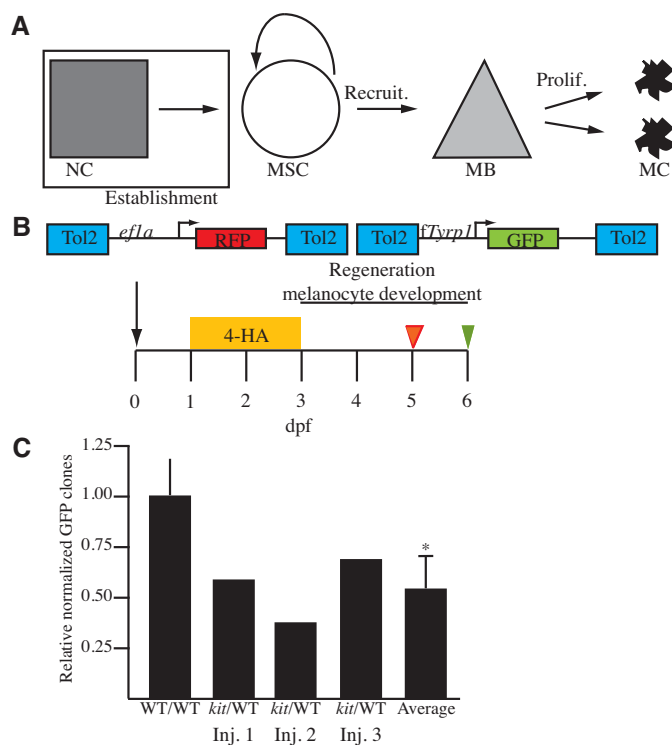 A
Recruit.
Prolif.
NC
MSC
MB
MC
Establishment
B
Tol2 ef1a RFP Tol2 Tol2 fTyrp1 GFP Tol2
Regeneration
melanocyte development
4-HA
0 1 2 3 4 5 6
dpf
C
Relative normalized GFP clones
1.25
1.00
0.75
0.50
0.25
*
WT/WT kit/WT kit/WT kit/WT Average
Inj. 1 Inj. 2 Inj. 3